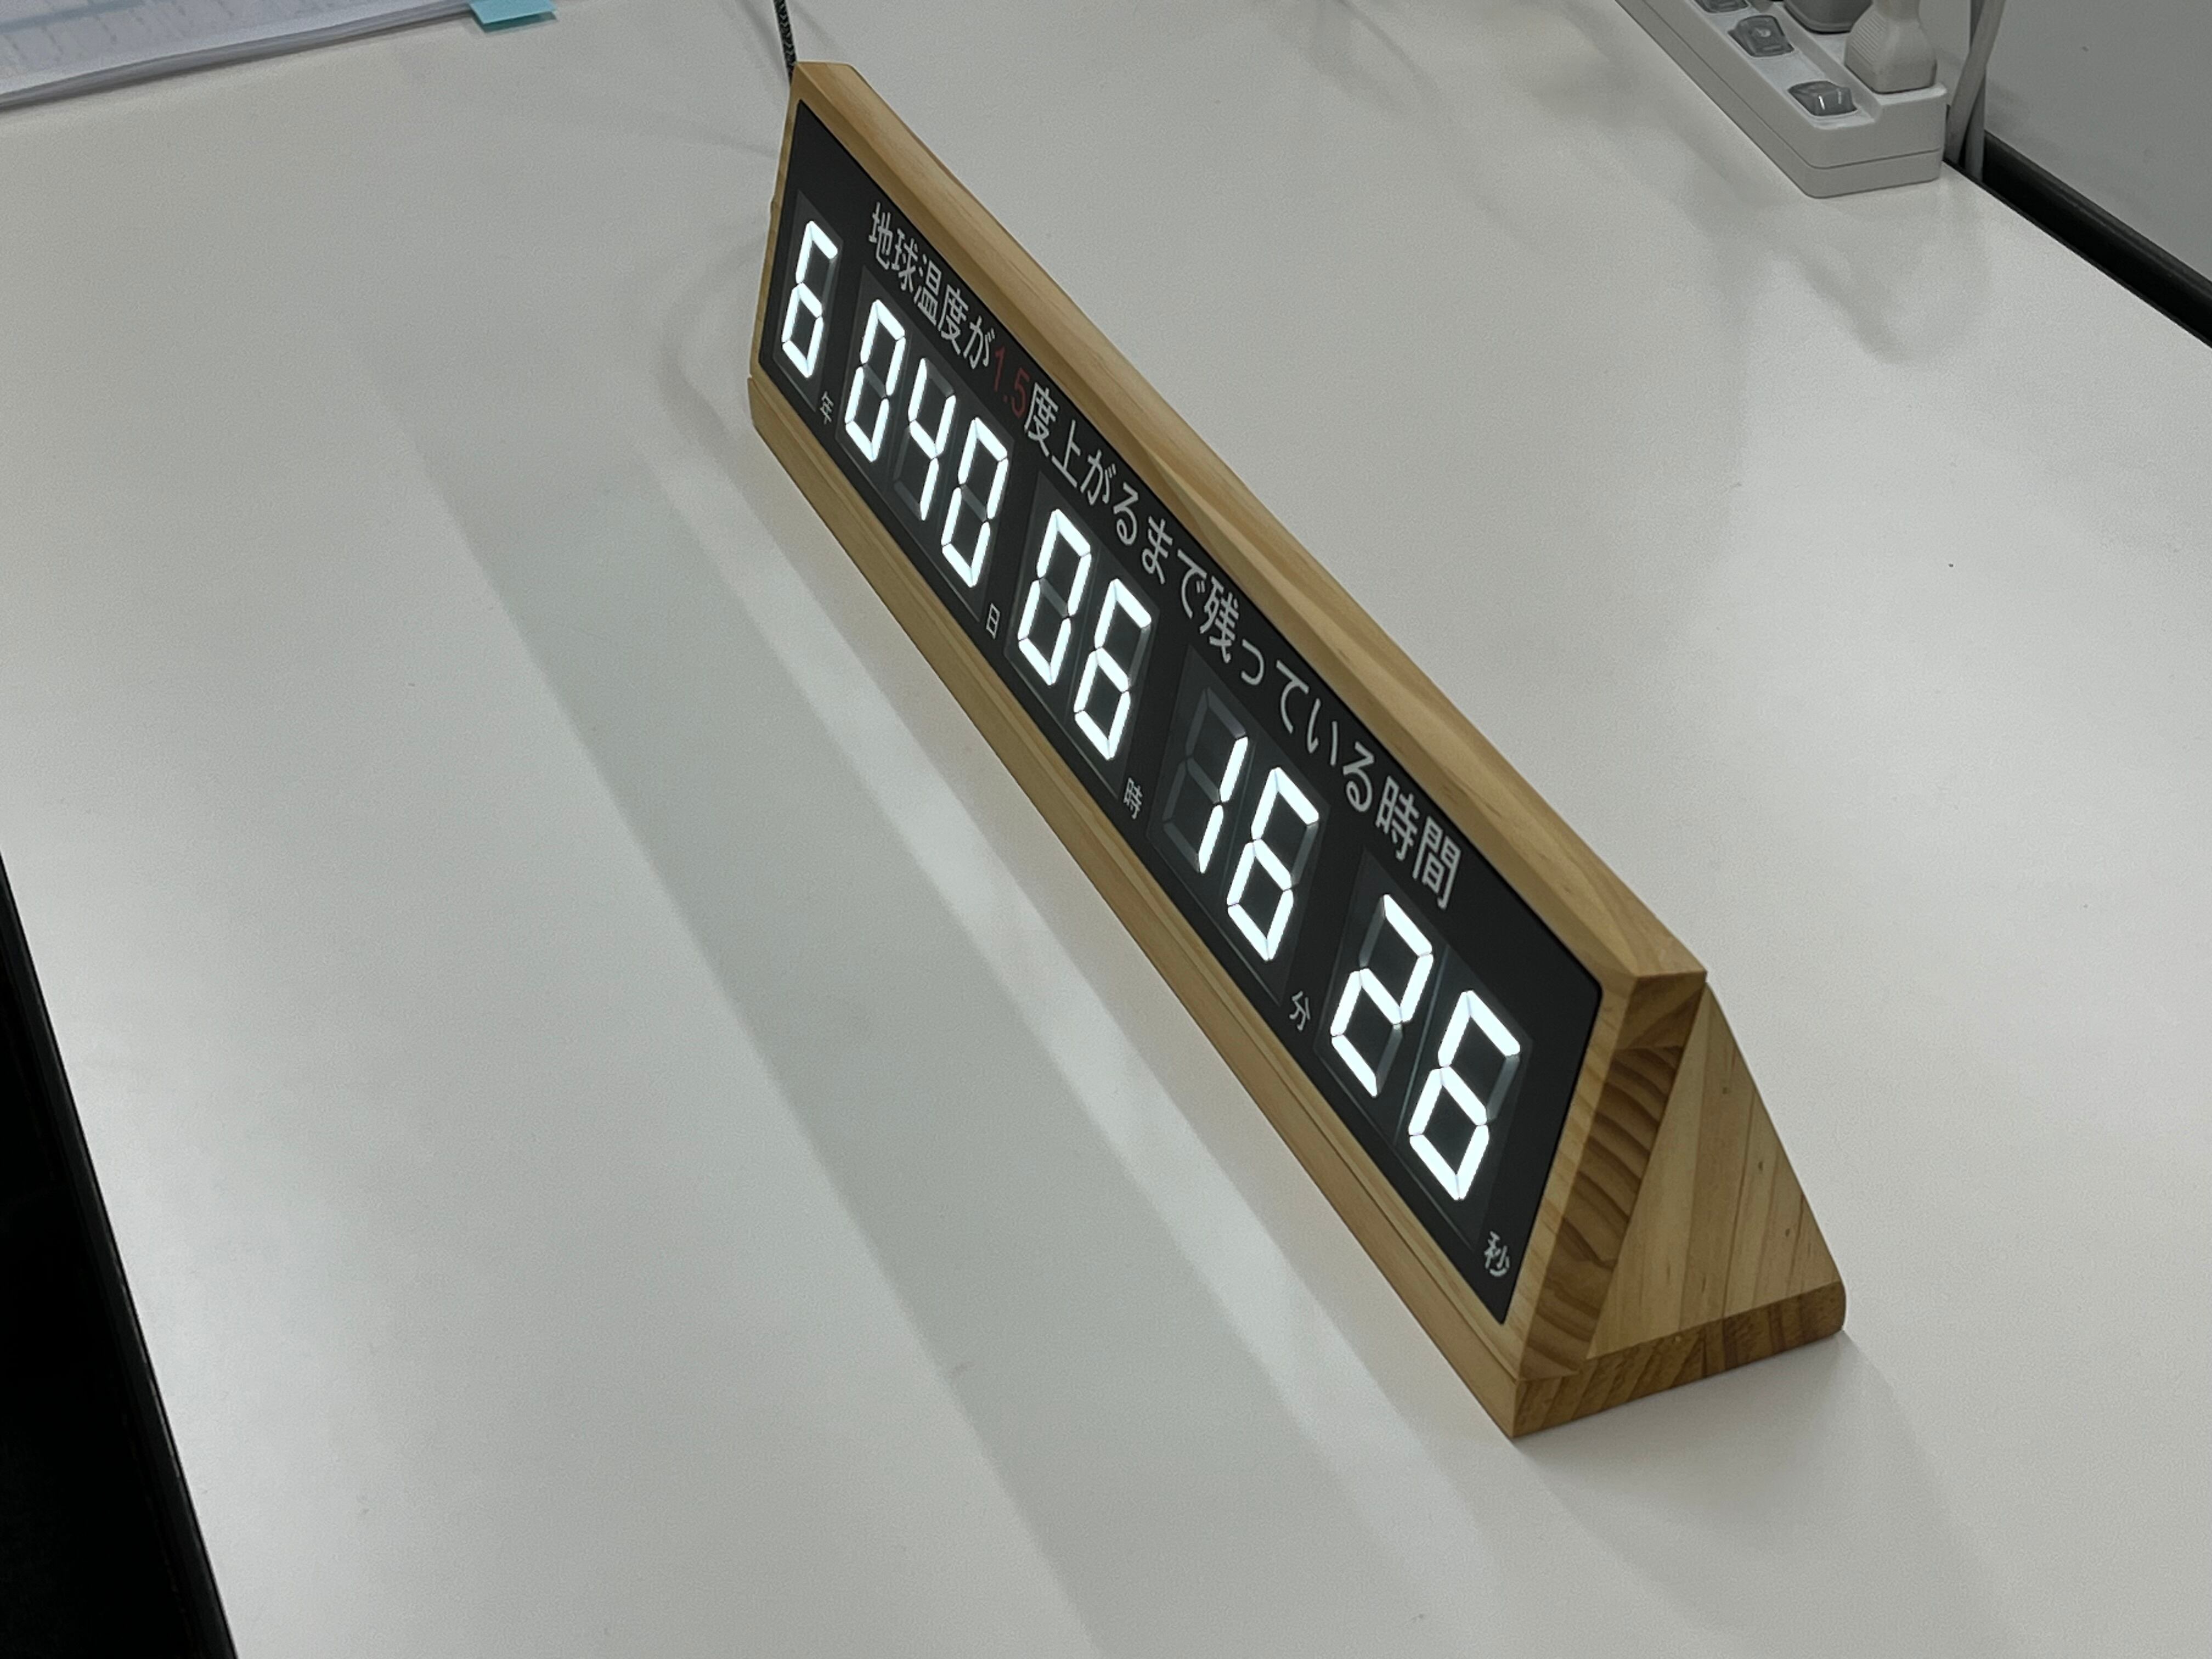 地球温度が1.5度上がるまで残っている時間
6年 040日 06時 16分 26秒